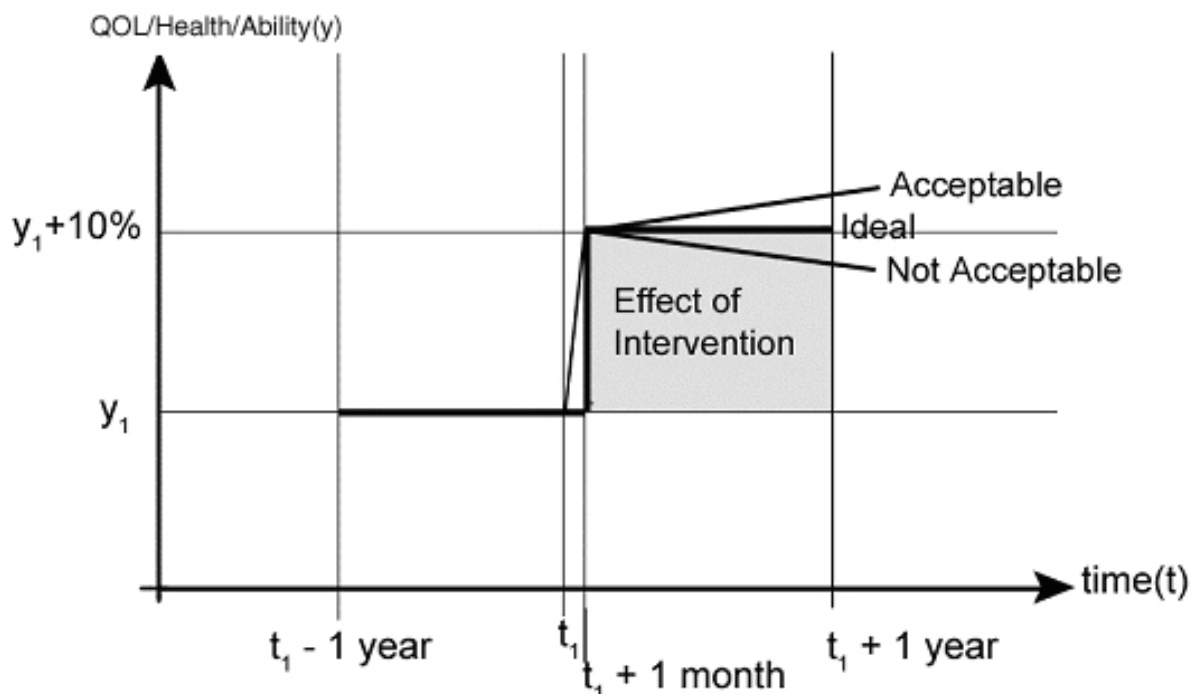 QOL/Health/Ability(y)
Acceptable
y₁+10%
Ideal
Not Acceptable
Effect of
Intervention
y₁
time(t)
t₁ - 1 year
t₁
t₁ + 1 month
t₁ + 1 year